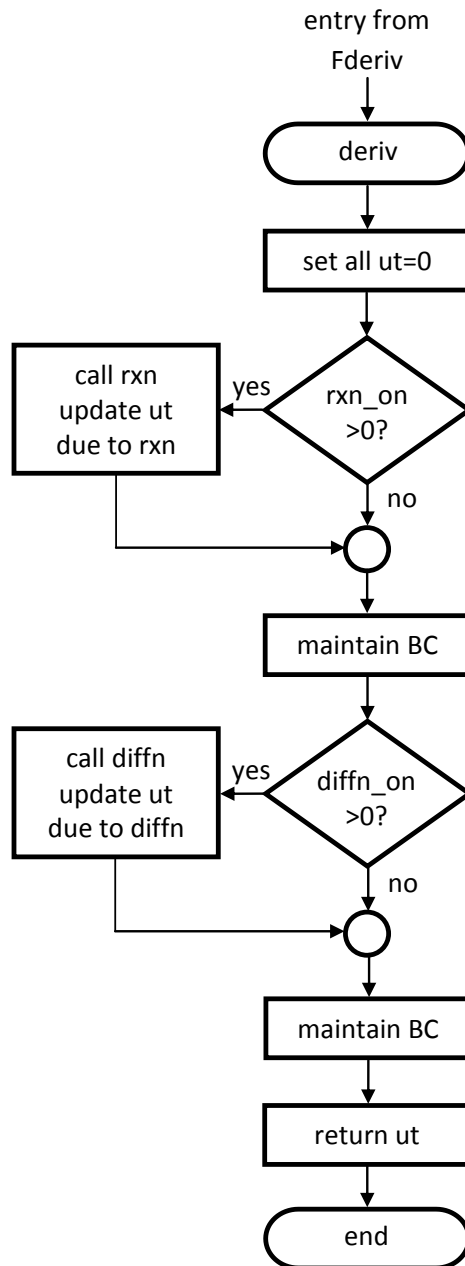 entry from
Fderiv
deriv
set all ut=0
rxn_on
>0?
yes
call rxn
update ut
due to rxn
no
maintain BC
diffn_on
>0?
yes
call diffn
update ut
due to diffn
no
maintain BC
return ut
end